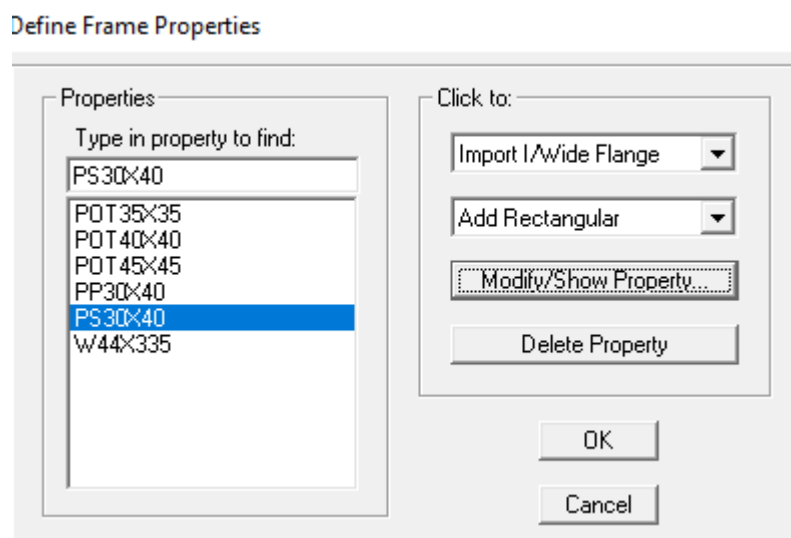 Define Frame Properties
Properties
Type in property to find:
PS30X40
POT35X35
POT40X40
POT45X45
PP30X40
PS30X40
W44X335
Click to:
Import I/Wide Flange
Add Rectangular
Modify/Show Property...
Delete Property
OK
Cancel